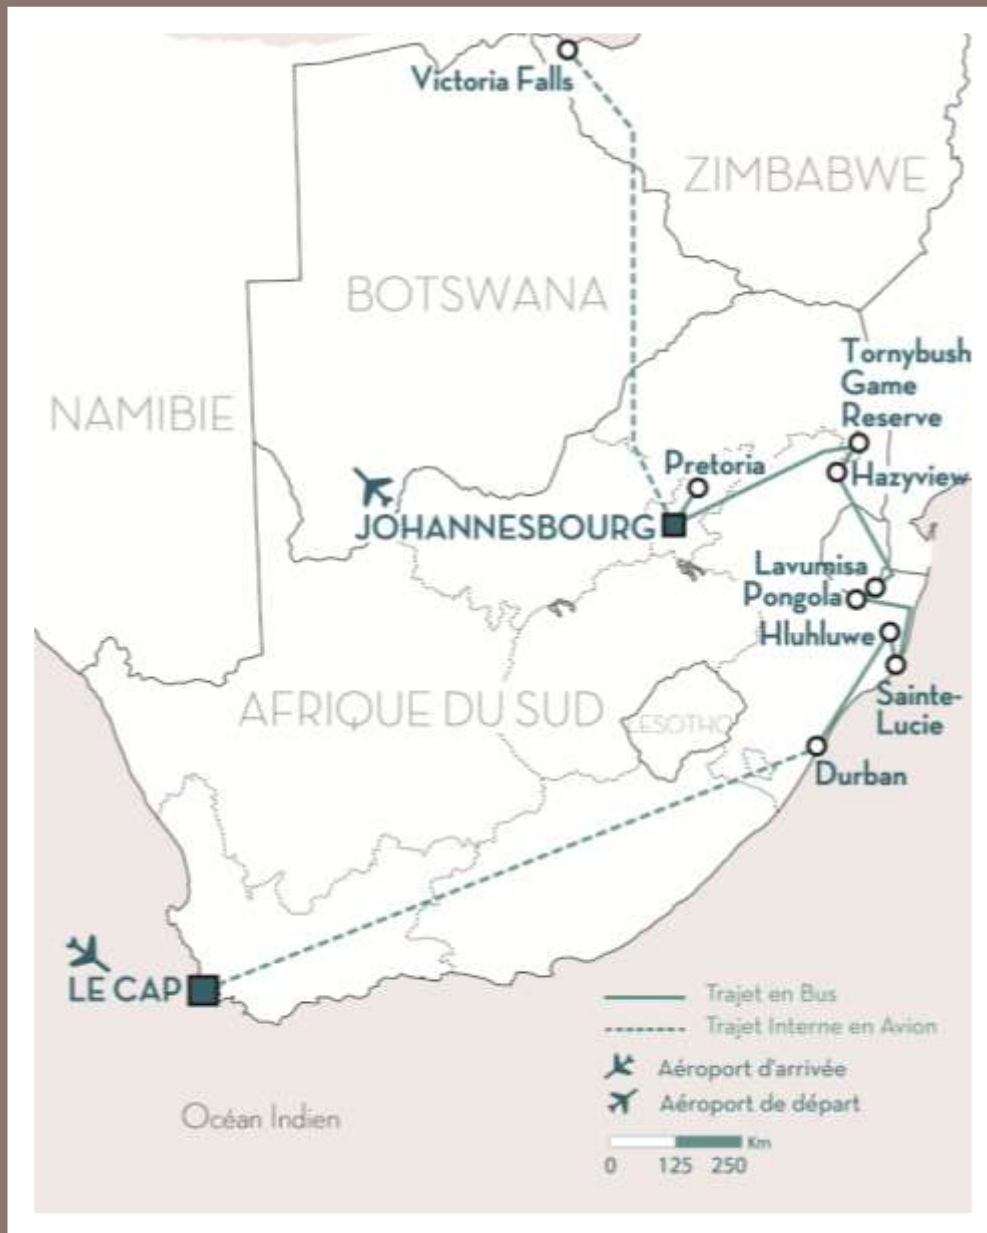 Victoria Falls
ZIMBABWE
BOTSWANA
Tornybush
Game
Reserve
NAMIBIE
Pretoria
Hazyview
JOHANNESBOURG
Lavumisa
Pongola
Hluhluwe
AFRIQUE DU SUD
LESOTHO
Sainte-
Lucie
Durban
LE CAP
Trajet en Bus
Trajet Interne en Avion
Aéroport d'arrivée
Aéroport de départ
Océan Indien
Km
0 125 250